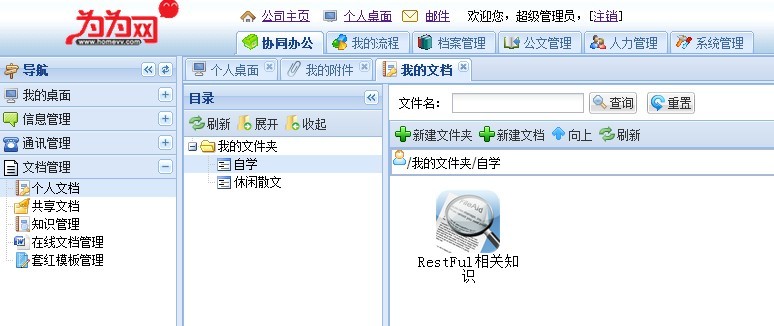 为为网
www.homevv.com
公司主页 个人桌面 邮件 欢迎您，超级管理员，[注销]
协同办公 我的流程 档案管理 公文管理 人力管理 系统管理
导航
我的桌面
信息管理
通讯管理
文档管理
个人文档
共享文档
知识管理
在线文档管理
套红模板管理
个人桌面 我的附件 我的文档
目录
刷新 展开 收起
我的文件夹
自学
休闲散文
文件名： 查询 重置
新建文件夹 新建文档 向上 刷新
/我的文件夹/自学
RestFul相关知
识